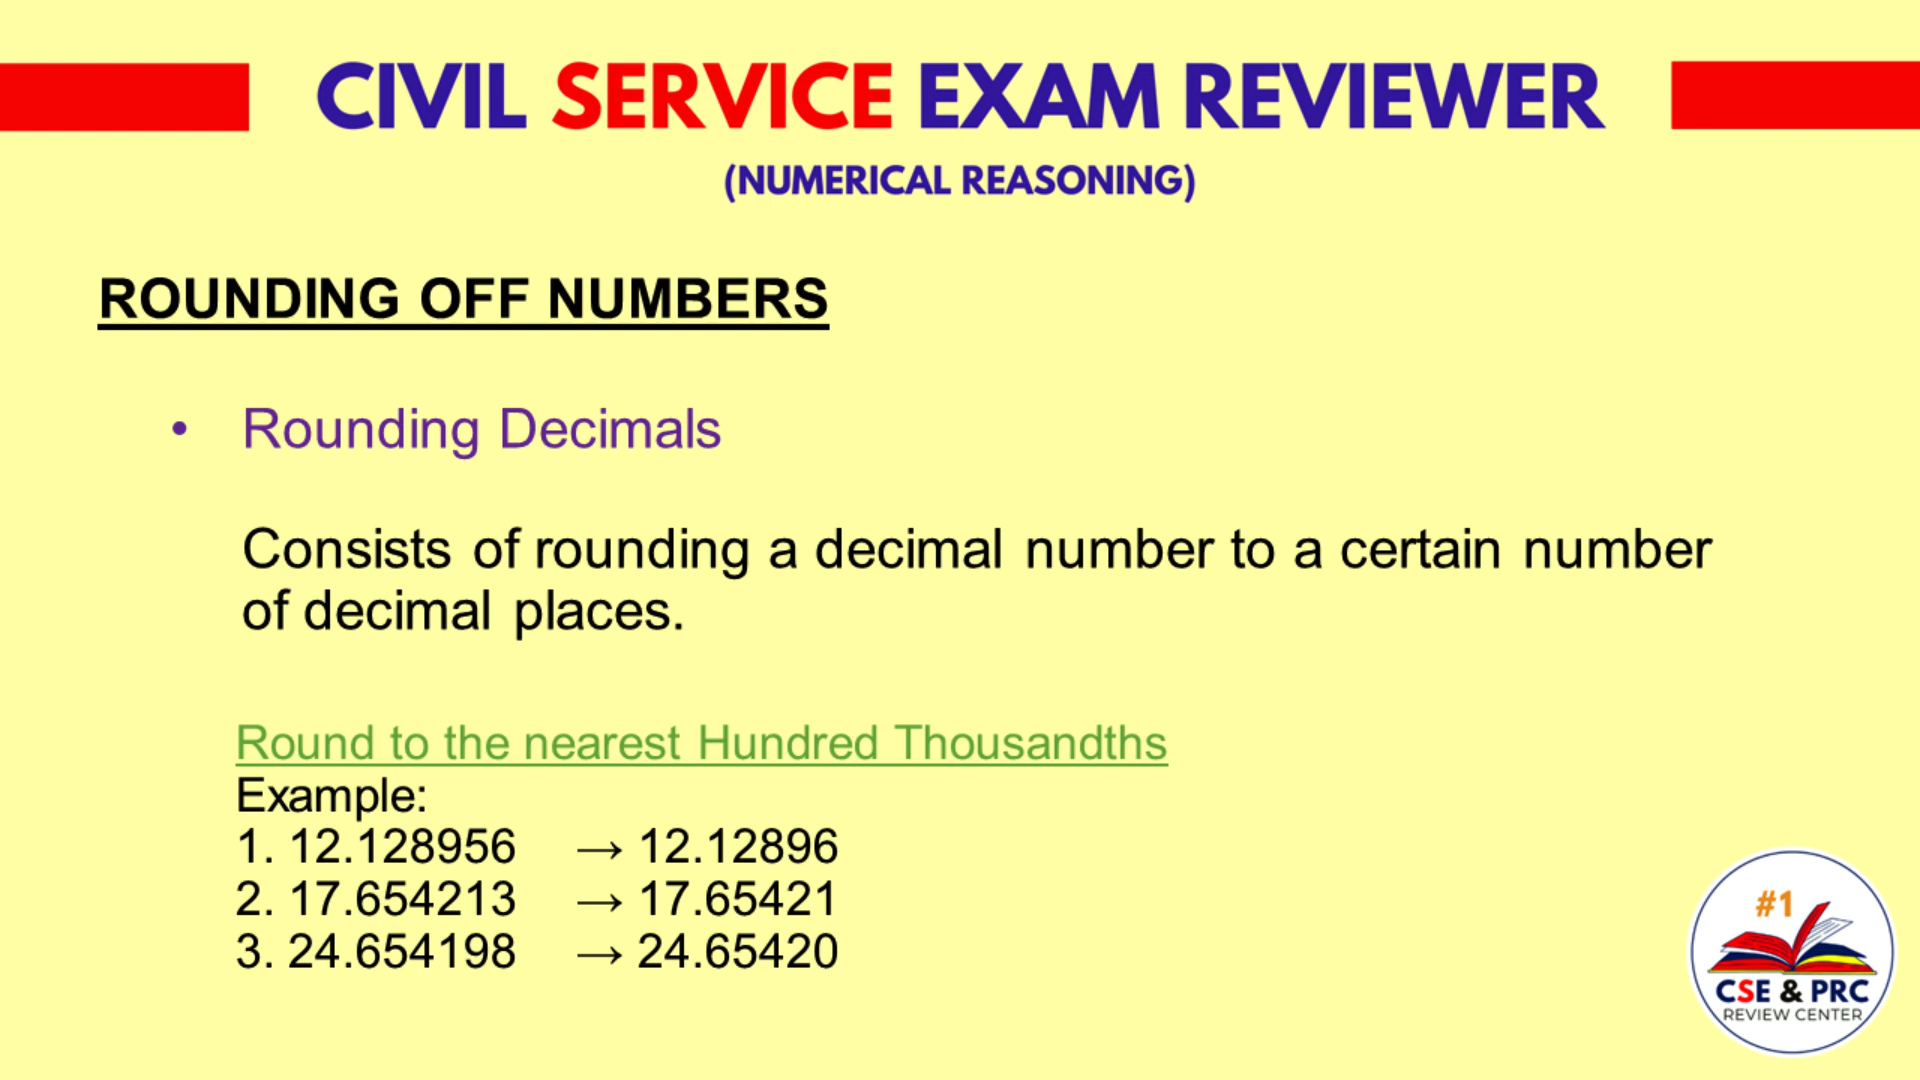 CIVIL SERVICE EXAM REVIEWER
(NUMERICAL REASONING)
ROUNDING OFF NUMBERS
• Rounding Decimals
Consists of rounding a decimal number to a certain number
of decimal places.
Round to the nearest Hundred Thousandths
Example:
1. 12.128956 → 12.12896
2. 17.654213 → 17.65421
3. 24.654198 → 24.65420
#1
CSE & PRC
REVIEW CENTER